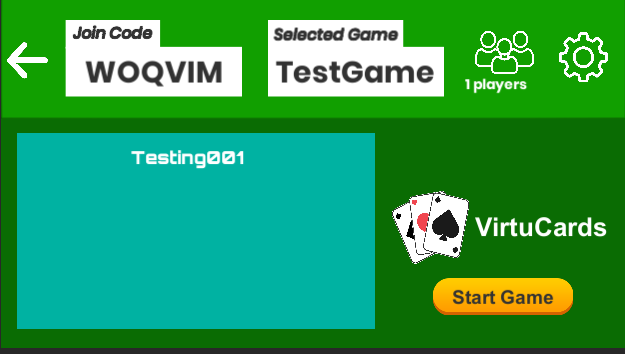 Join Code
WOQVIM
Selected Game
TestGame
1 players
Testing001
VirtuCards
Start Game